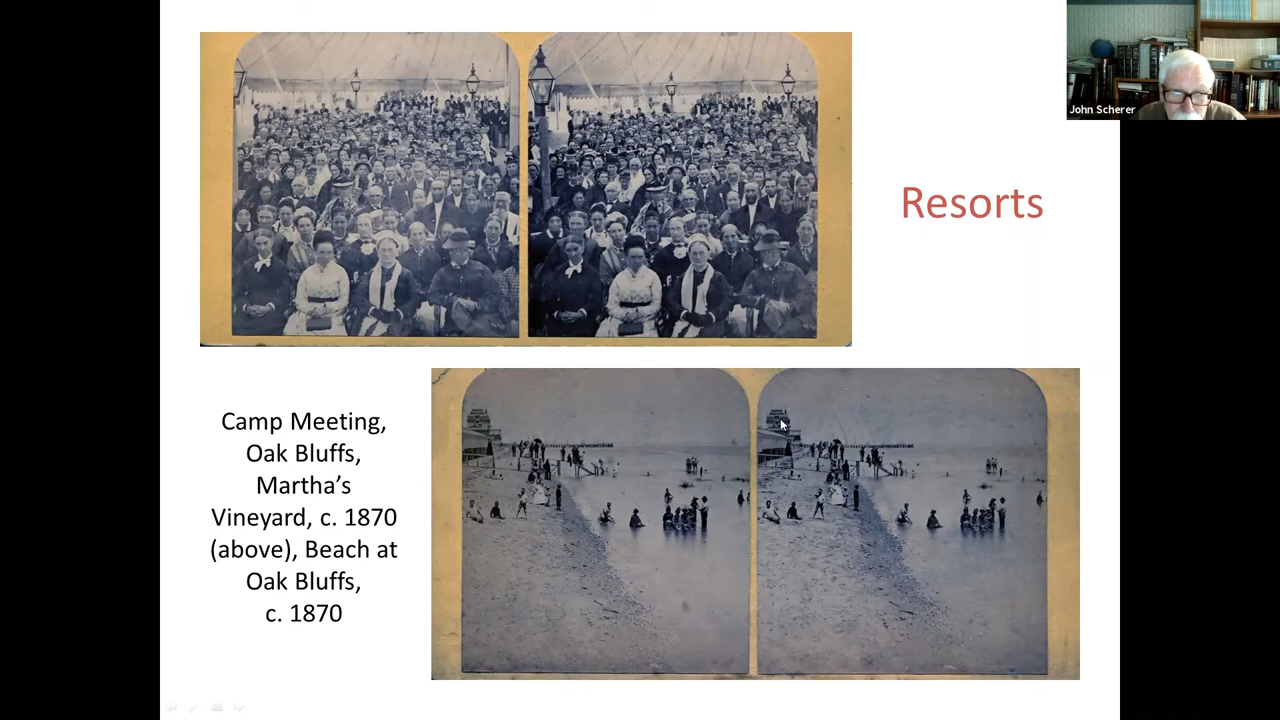 John Scherer
Resorts
Camp Meeting,
Oak Bluffs,
Martha’s
Vineyard, c. 1870
(above), Beach at
Oak Bluffs,
c. 1870